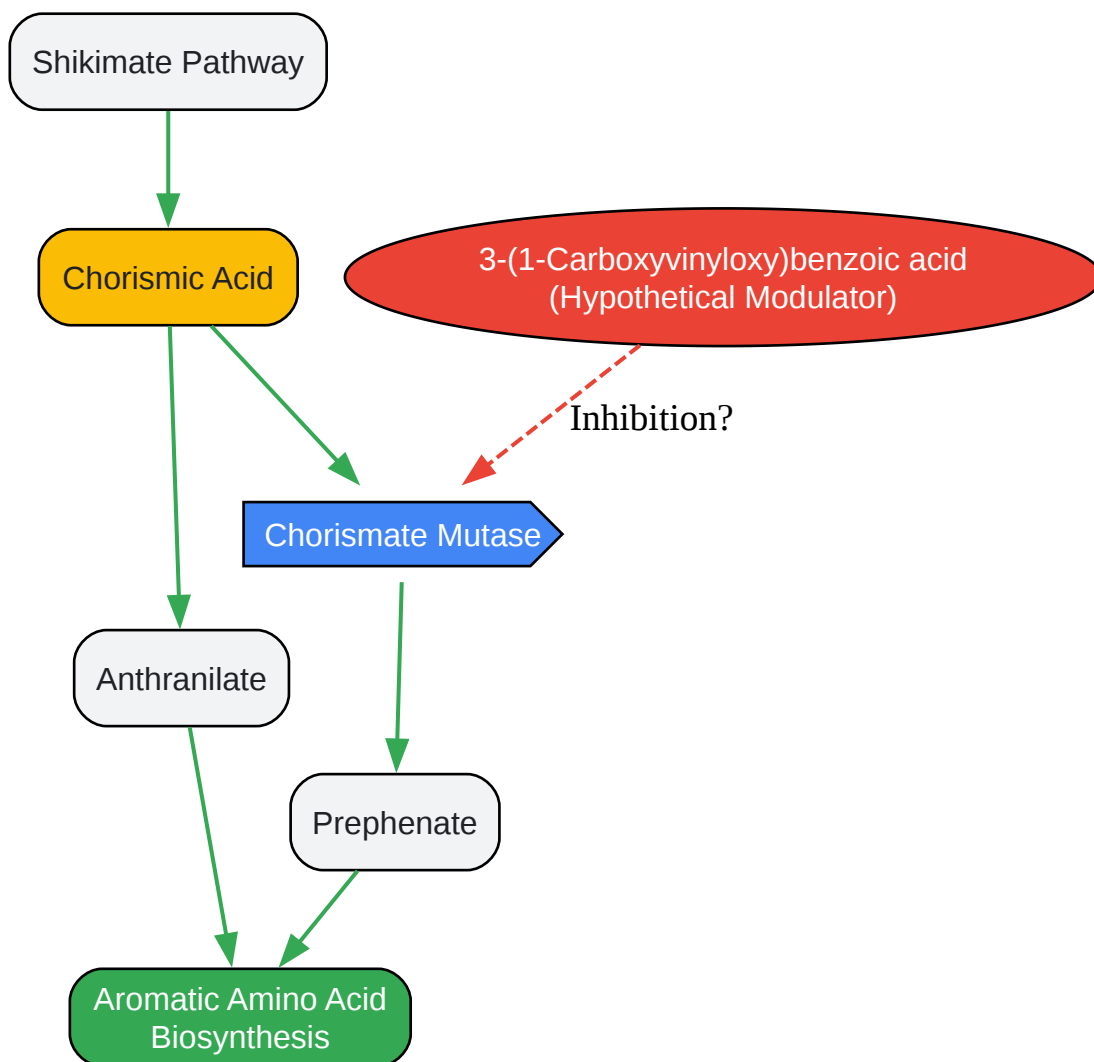 Shikimate Pathway
Chorismic Acid
3-(1-Carboxyvinyloxy)benzoic acid
(Hypothetical Modulator)
Inhibition?
Chorismate Mutase
Anthranilate
Prephenate
Aromatic Amino Acid
Biosynthesis